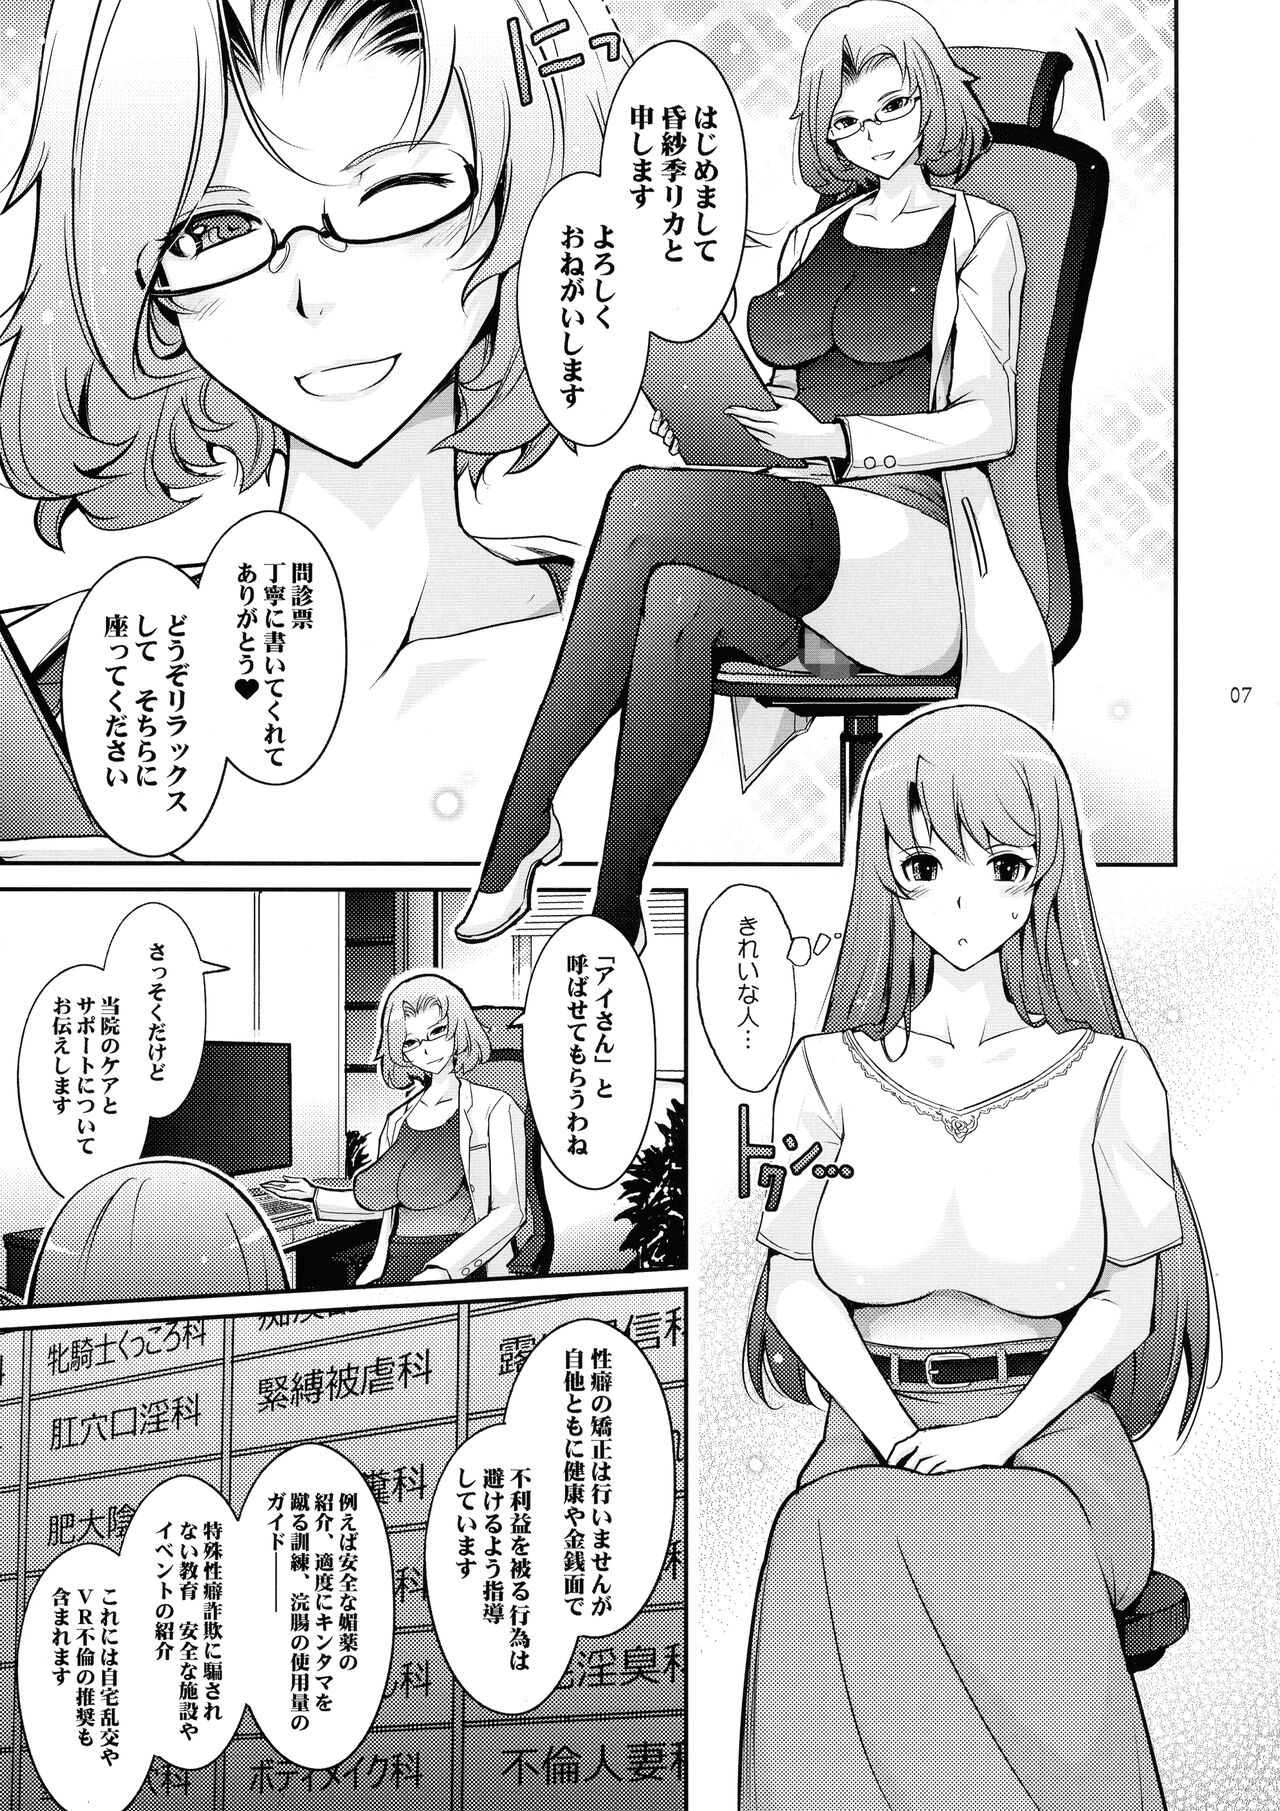 はじめまして
昏紗季リカと
申します
よろしく
おねがいします
にこっ
問診票
丁寧に書いてくれて
ありがとう♥
どうぞリラックス
して そちらに
座ってください
07
きれいな人…
トクン…
「アイさん」と
呼ばせてもらうわね
さっそくだけど
当院のケアと
サポートについて
お伝えします
牝騎士くっころ科
肛穴口淫科
緊縛被虐科
肥大陰
糞科
淫臭科
ボディメイク科
不倫人妻科
性癖の矯正は行いませんが
自他ともに健康や金銭面で
不利益を被る行為は
避けるよう指導
しています
例えば安全な媚薬の
紹介、適度にキンタマを
蹴る訓練、浣腸の使用量の
ガイド――
特殊性癖詐欺に騙され
ない教育 安全な施設や
イベントの紹介
これには自宅乱交や
VR不倫の推奨も
含まれます